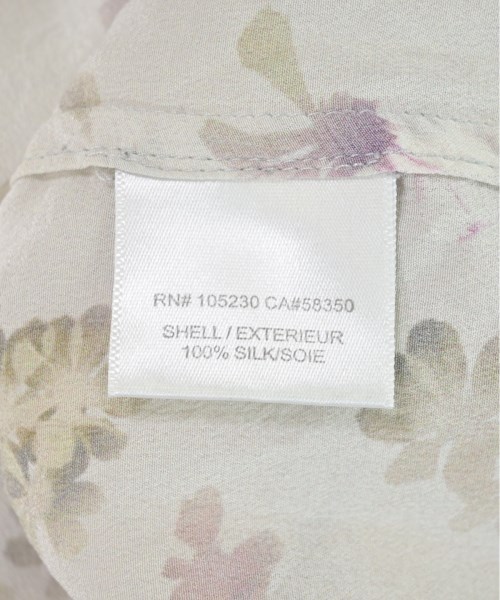 RN# 105230 CA#58350
SHELL / EXTERIEUR
100% SILK/SOIE